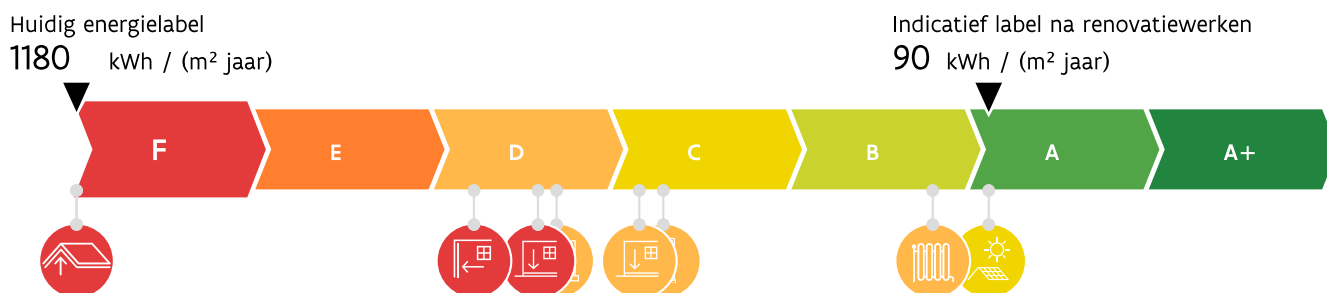 Huidig energielabel
1180 kWh / (m² jaar)
Indicatief label na renovatiewerken
90 kWh / (m² jaar)
F E D C B A A+